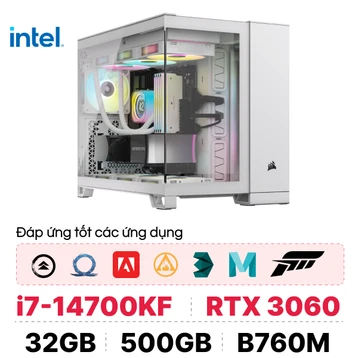 intel
Đáp ứng tốt các ứng dụng
i7-14700KF RTX 3060
32GB 500GB B760M